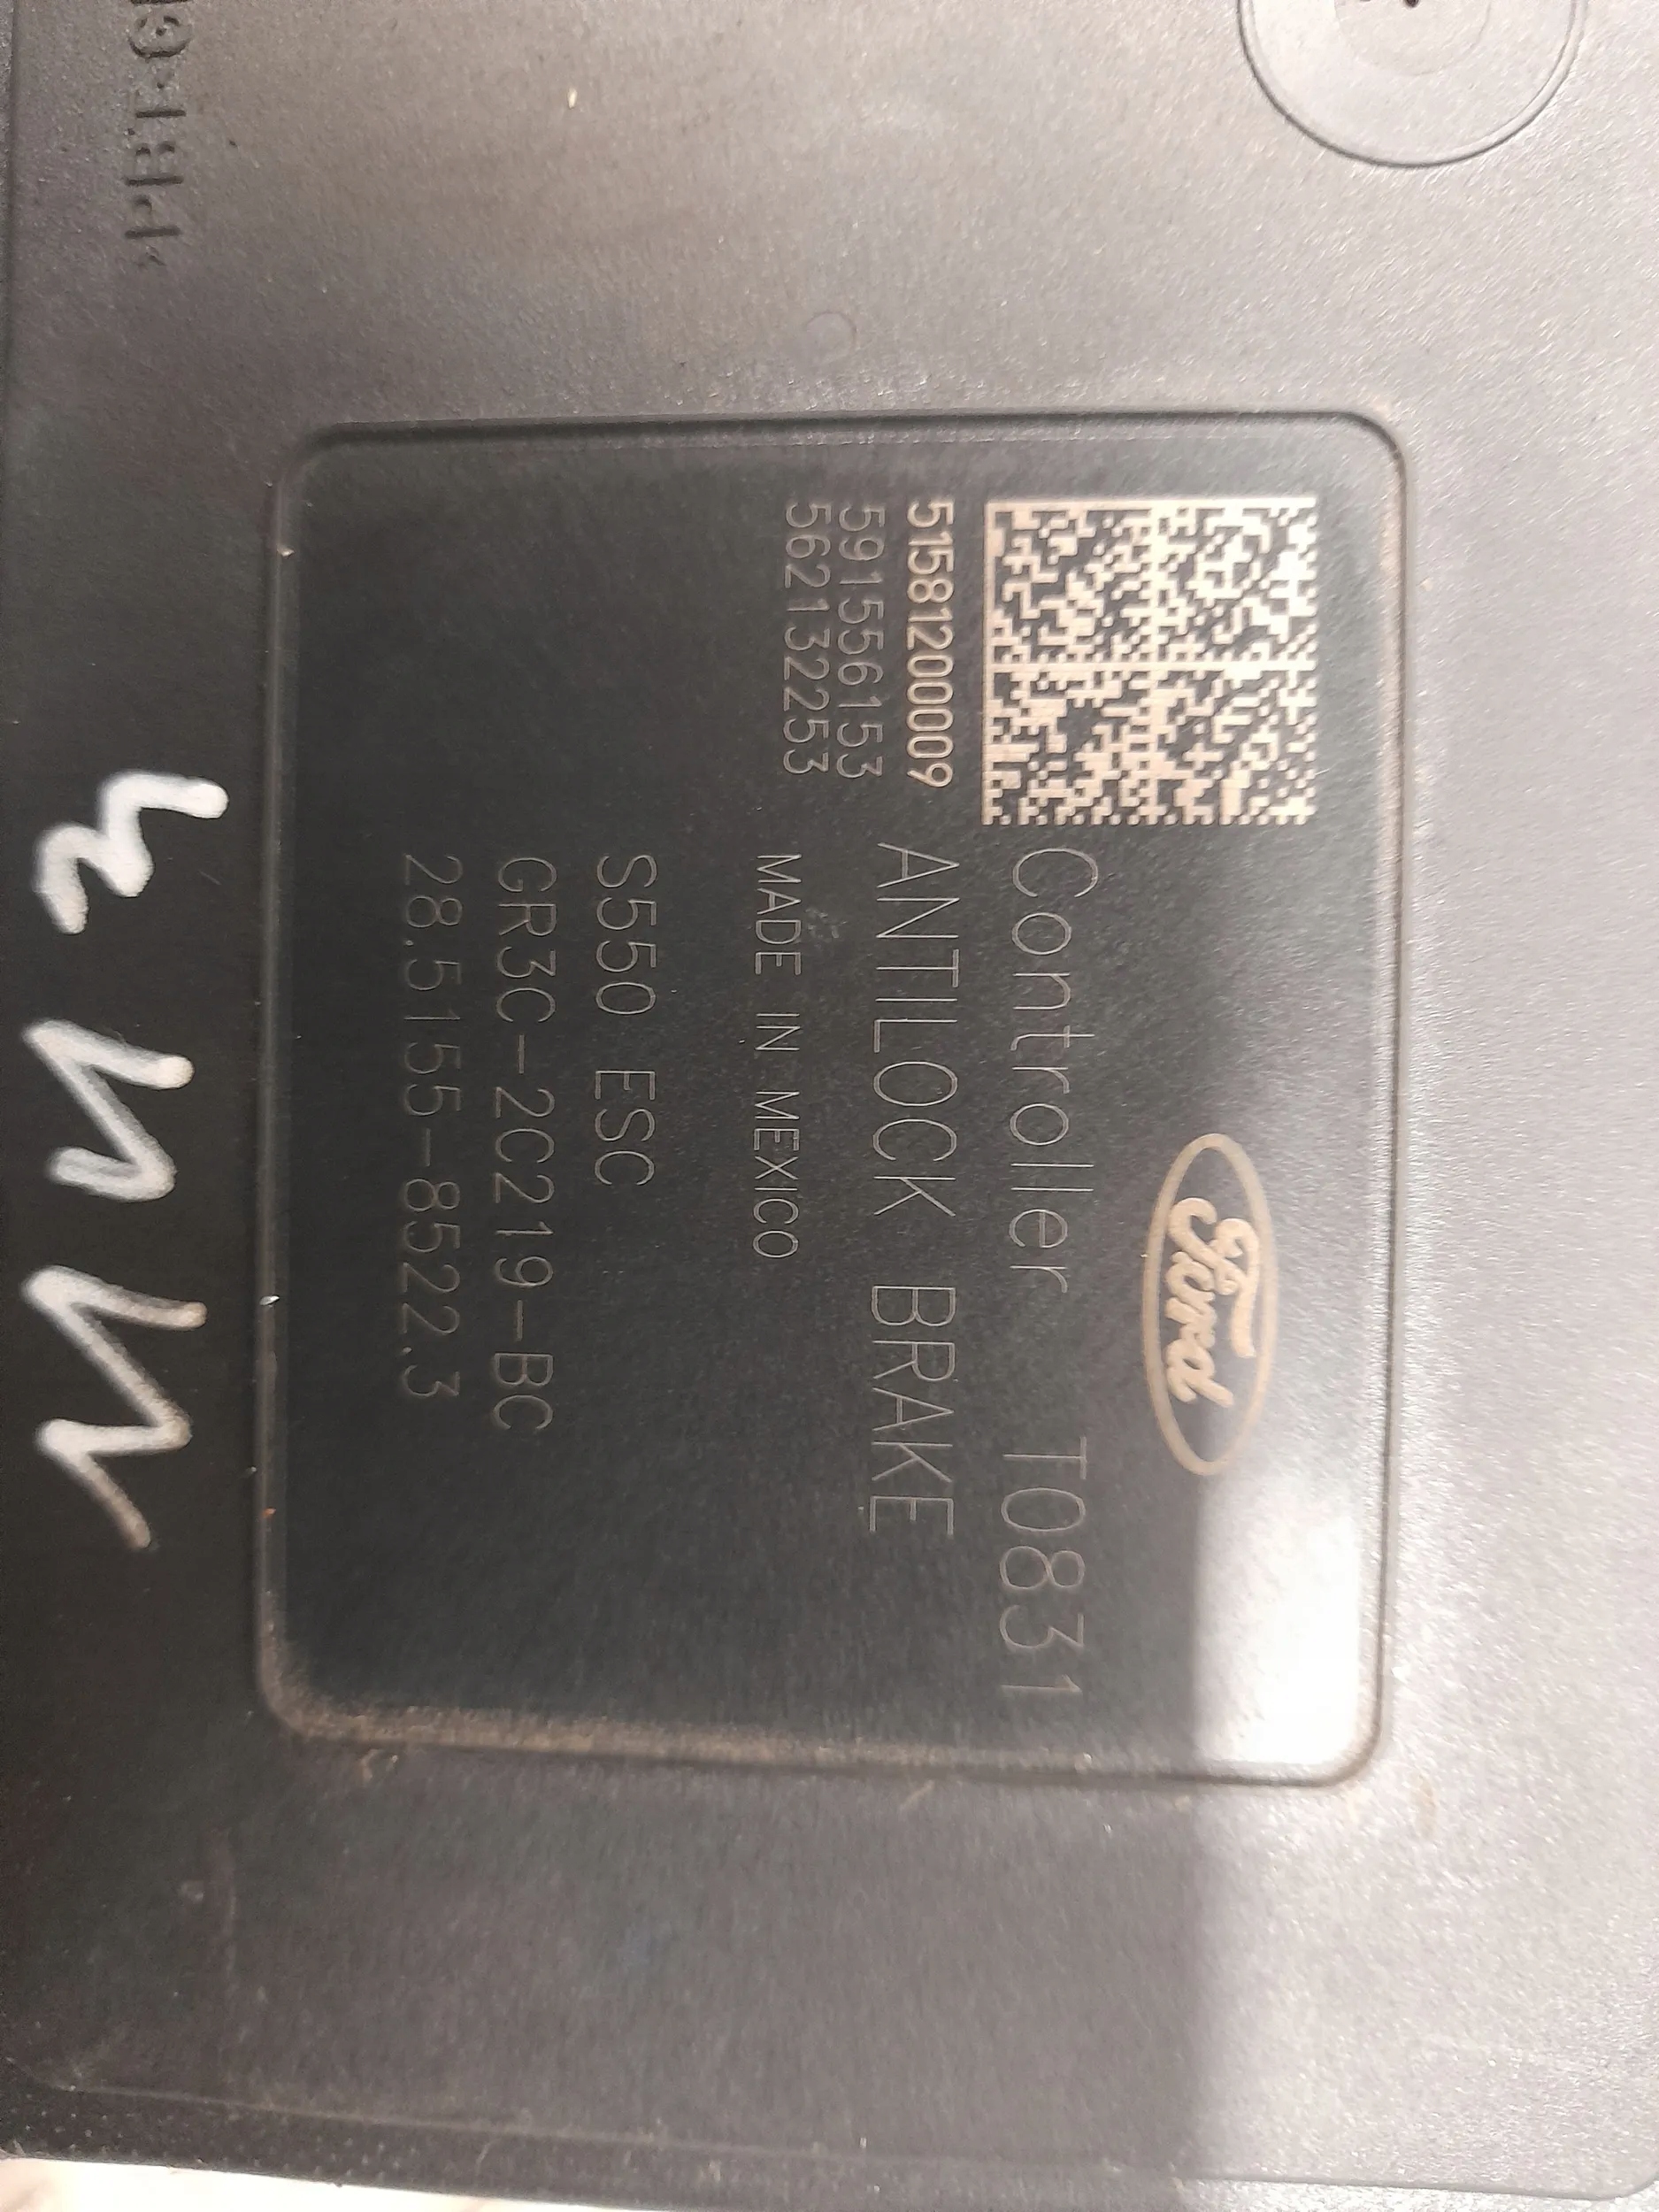 Ford
Controller T0831
ANTILOCK BRAKE
515812000009
5915556153
562132253
MADE IN MEXICO
S550 ESC
GR3C-2C219-BC
28.5155-8522.3